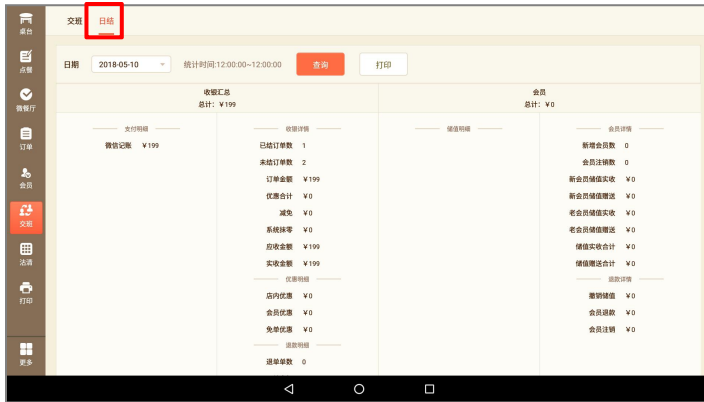 桌台
点餐
微餐厅
订单
会员
交班
沽清
打印
更多
交班 日结
日期 2018-05-10 统计时间:12:00:00~12:00:00 查询 打印
收银汇总
总计：￥199
会员
总计：￥0
支付明细
微信记账 ￥199
收银详情
已结订单数 1
未结订单数 2
订单金额 ￥199
优惠合计 ￥0
减免 ￥0
系统抹零 ￥0
应收金额 ￥199
实收金额 ￥199
优惠明细
店内优惠 ￥0
会员优惠 ￥0
免单优惠 ￥0
退款明细
退单单数 0
储值明细
会员详情
新增会员数 0
会员注销数 0
新会员储值实收 ￥0
新会员储值赠送 ￥0
老会员储值实收 ￥0
老会员储值赠送 ￥0
储值实收合计 ￥0
储值赠送合计 ￥0
退款详情
撤销储值 ￥0
会员退款 ￥0
会员注销 ￥0